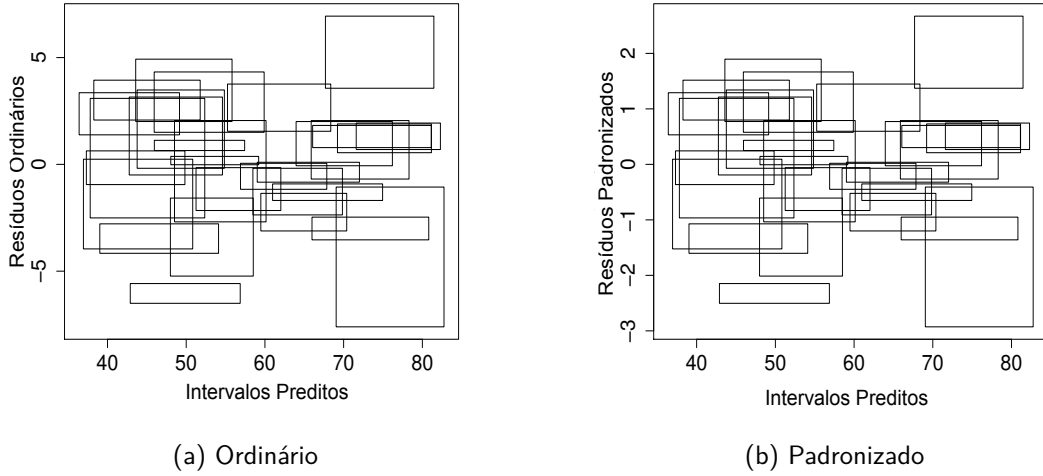 Resíduos Ordinários
5
0
−5
40 50 60 70 80
Intervalos Preditos
(a) Ordinário
Resíduos Padronizados
2
1
0
−1
−2
−3
40 50 60 70 80
Intervalos Preditos
(b) Padronizado